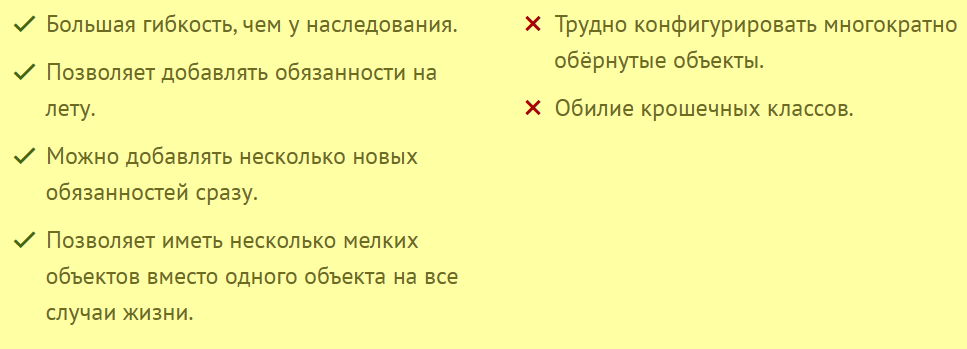 Большая гибкость, чем у наследования.
Позволяет добавлять обязанности на
лету.
Можно добавлять несколько новых
обязанностей сразу.
Позволяет иметь несколько мелких
объектов вместо одного объекта на все
случаи жизни.
Трудно конфигурировать многократно
обёрнутые объекты.
Обилие крошечных классов.